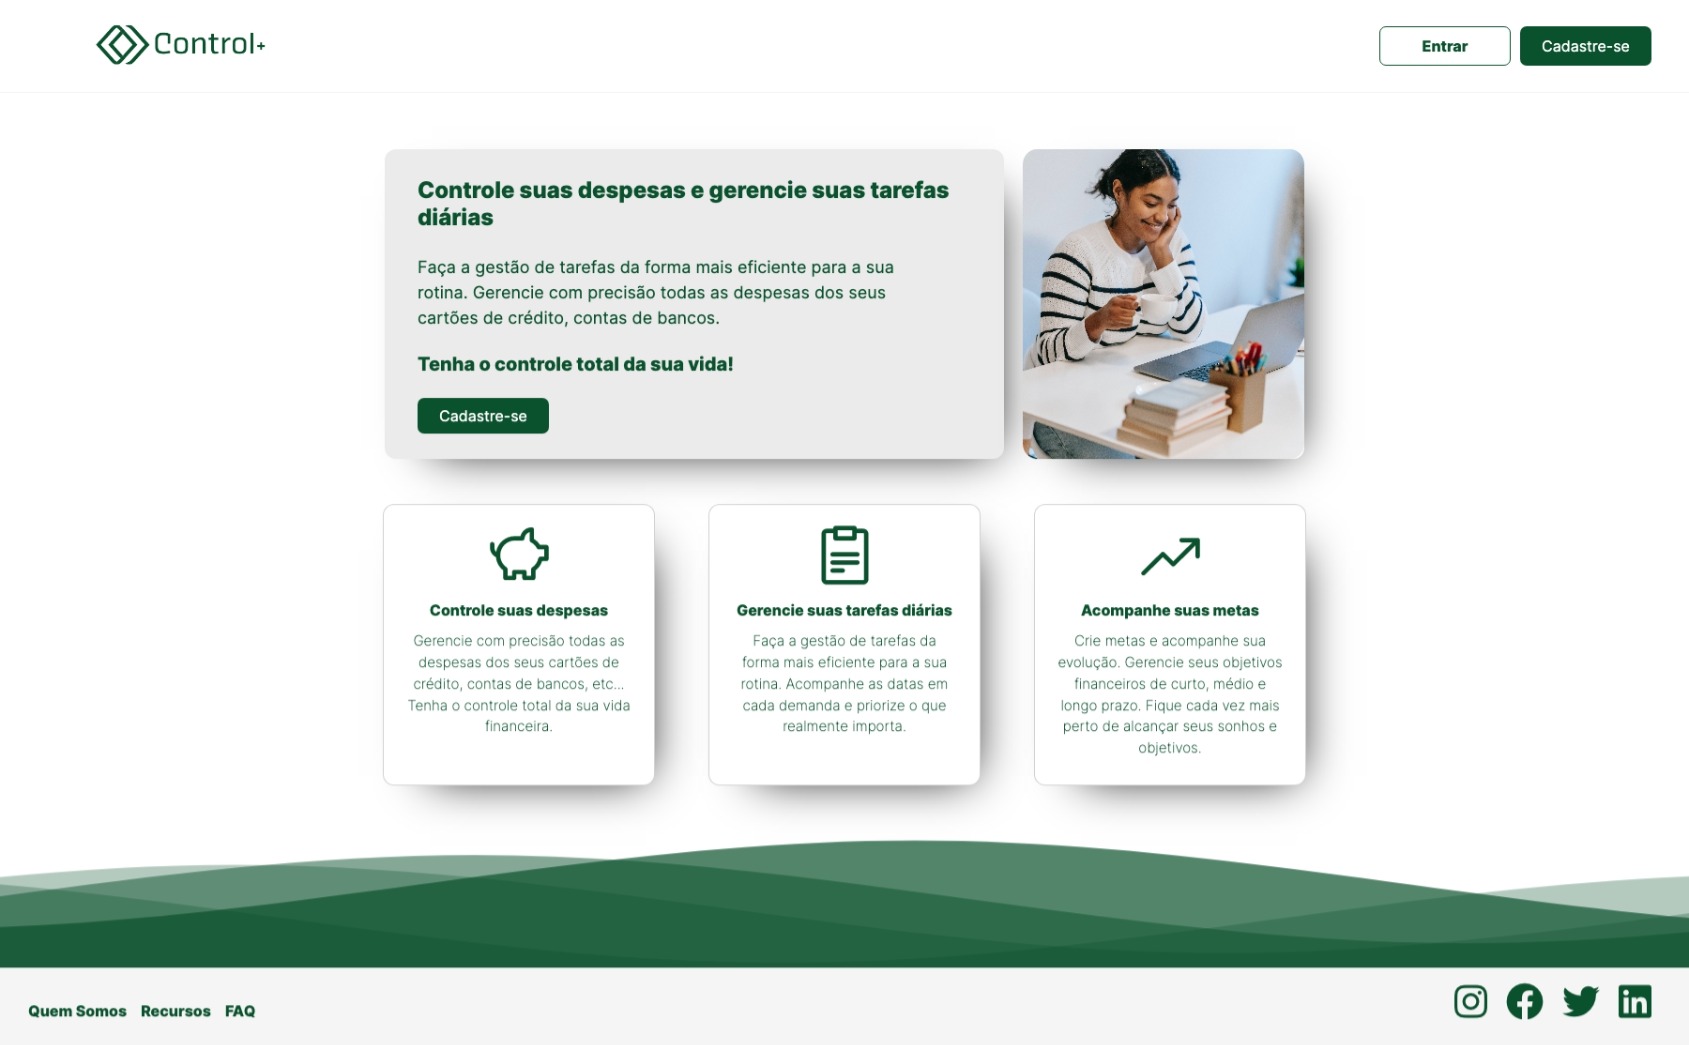 Control+
Entrar
Cadastre-se
Controle suas despesas e gerencie suas tarefas
diárias
Faça a gestão de tarefas da forma mais eficiente para a sua
rotina. Gerencie com precisão todas as despesas dos seus
cartões de crédito, contas de bancos.
Tenha o controle total da sua vida!
Cadastre-se
Controle suas despesas
Gerencie com precisão todas as
despesas dos seus cartões de
crédito, contas de bancos, etc...
Tenha o controle total da sua vida
financeira.
Gerencie suas tarefas diárias
Faça a gestão de tarefas da
forma mais eficiente para a sua
rotina. Acompanhe as datas em
cada demanda e priorize o que
realmente importa.
Acompanhe suas metas
Crie metas e acompanhe sua
evolução. Gerencie seus objetivos
financeiros de curto, médio e
longo prazo. Fique cada vez mais
perto de alcançar seus sonhos e
objetivos.
Quem Somos
Recursos
FAQ